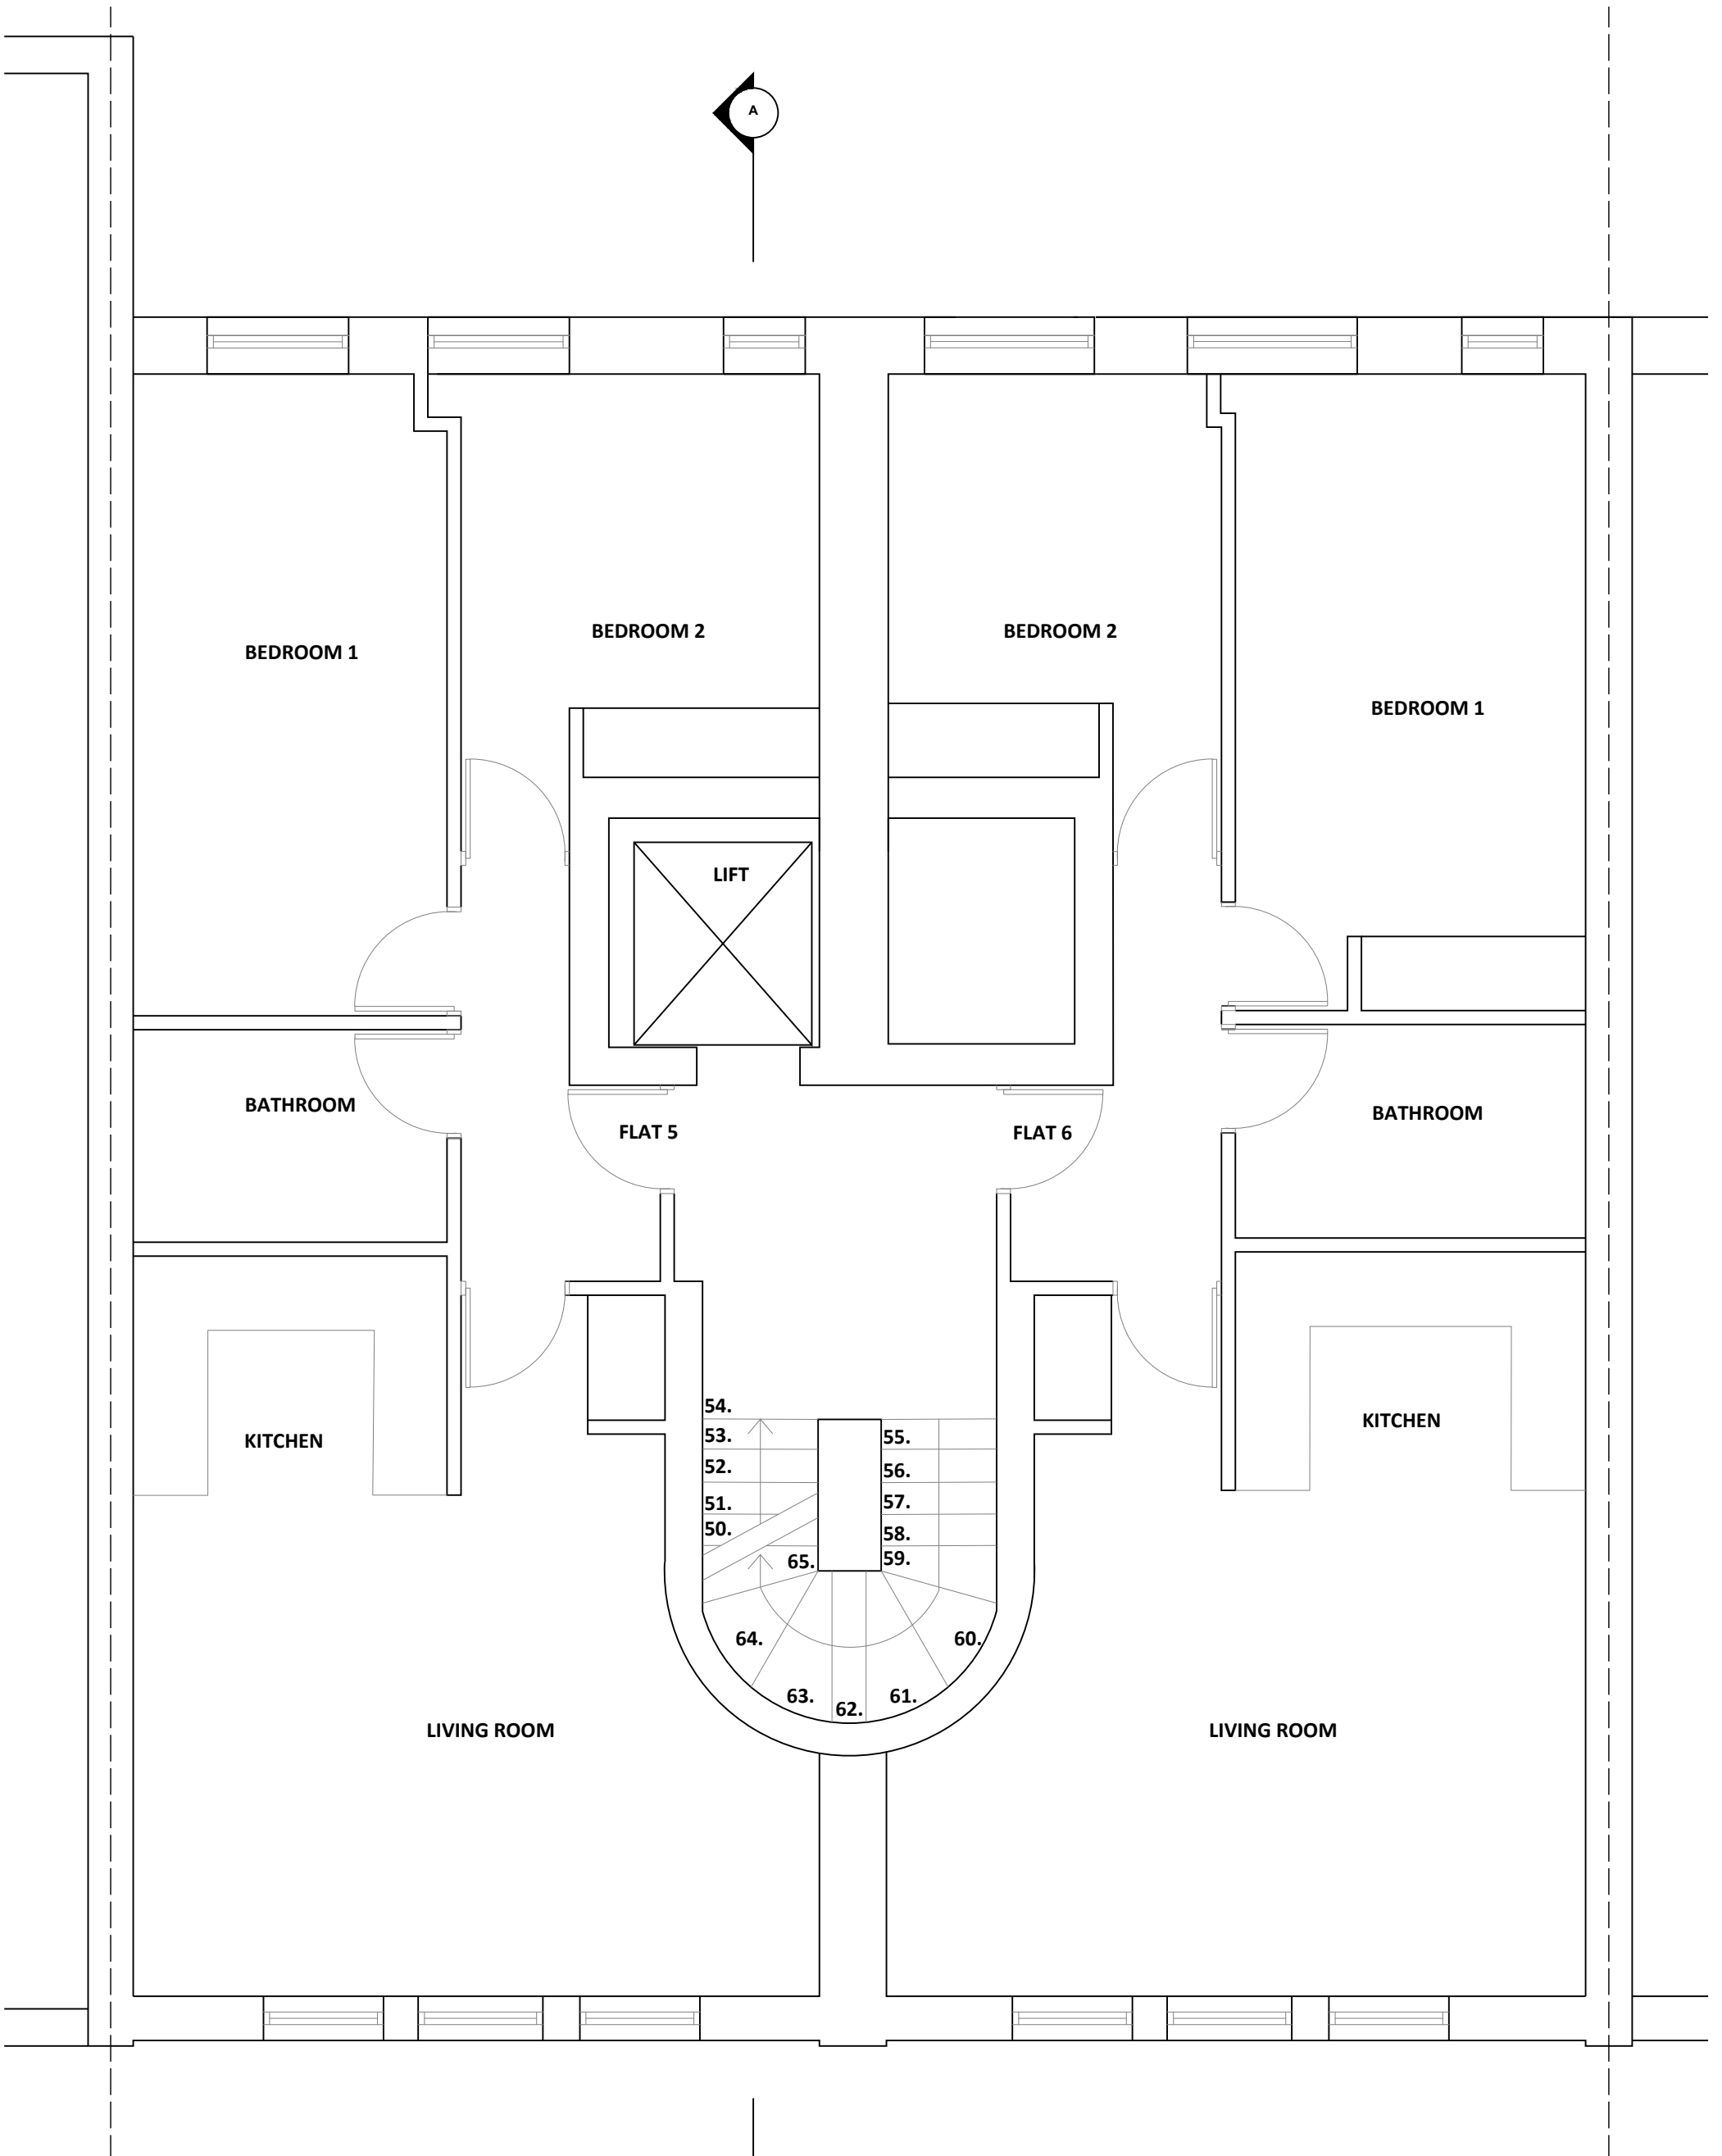 A
BEDROOM 2
BEDROOM 2
BEDROOM 1
BEDROOM 1
LIFT
BATHROOM
BATHROOM
FLAT 5
FLAT 6
54.
53.
52.
51.
50.
55.
56.
57.
58.
59.
65.
KITCHEN
KITCHEN
64.
60.
63.
62.
61.
LIVING ROOM
LIVING ROOM